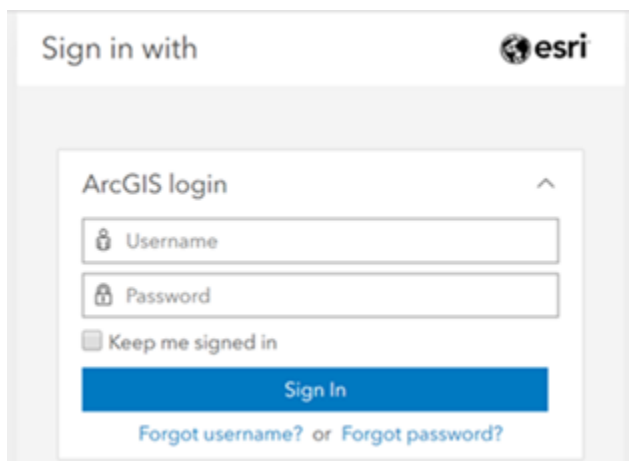 Sign in with esri
ArcGIS login
Username
Password
Keep me signed in
Sign In
Forgot username? or Forgot password?